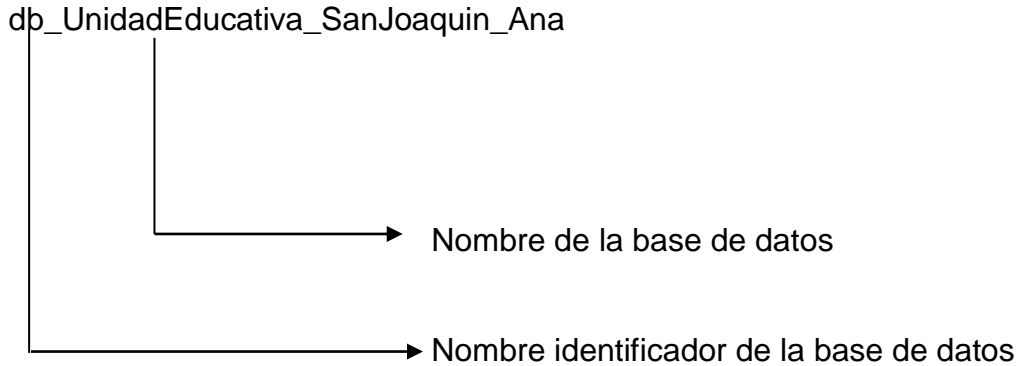 db_UnidadEducativa_SanJoaquin_Ana
Nombre de la base de datos
Nombre identificador de la base de datos